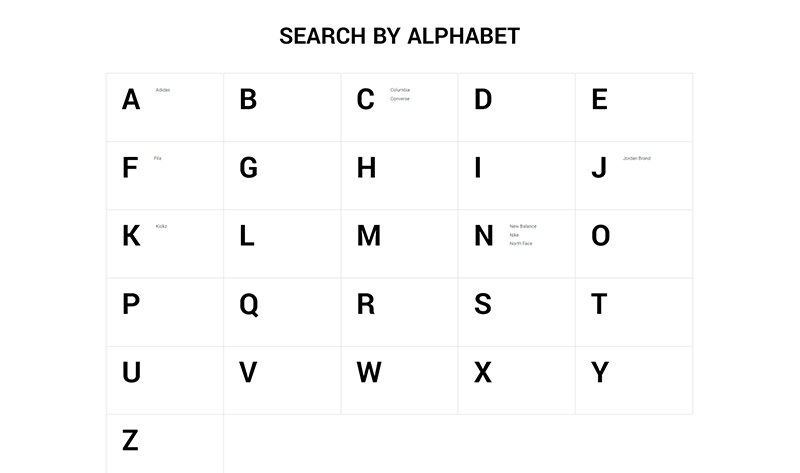 SEARCH BY ALPHABET
A Adidas
B
C Columbia
Converse
D
E
F Fila
G
H
I
J Jordan Brand
K Kickz
L
M
N New Balance
Nike
North Face
O
P
Q
R
S
T
U
V
W
X
Y
Z